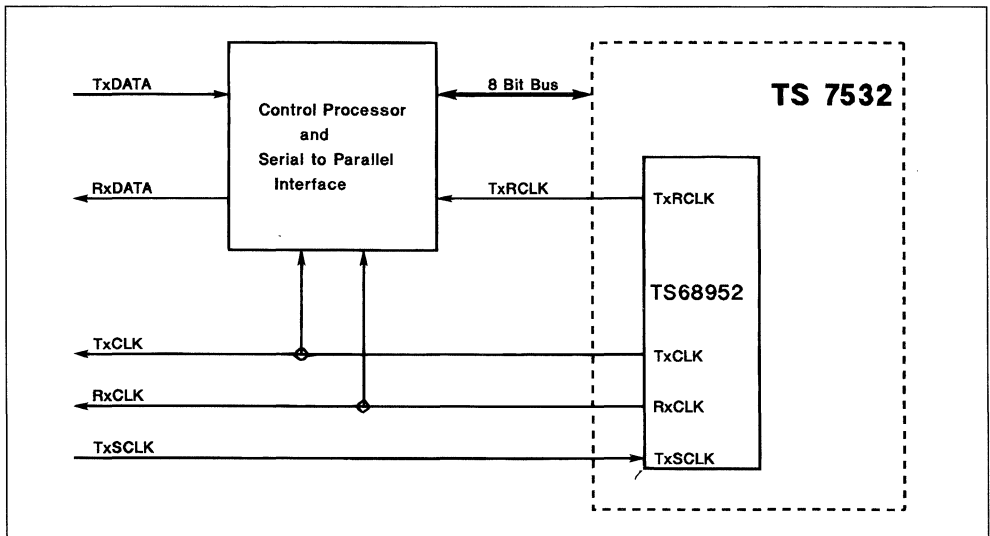 TxDATA
8 Bit Bus
TS 7532
Control Processor
and
Serial to Parallel
Interface
RxDATA
TxRCLK
TxRCLK
TS68952
TxCLK
TxCLK
RxCLK
RxCLK
TxSCLK
TxSCLK